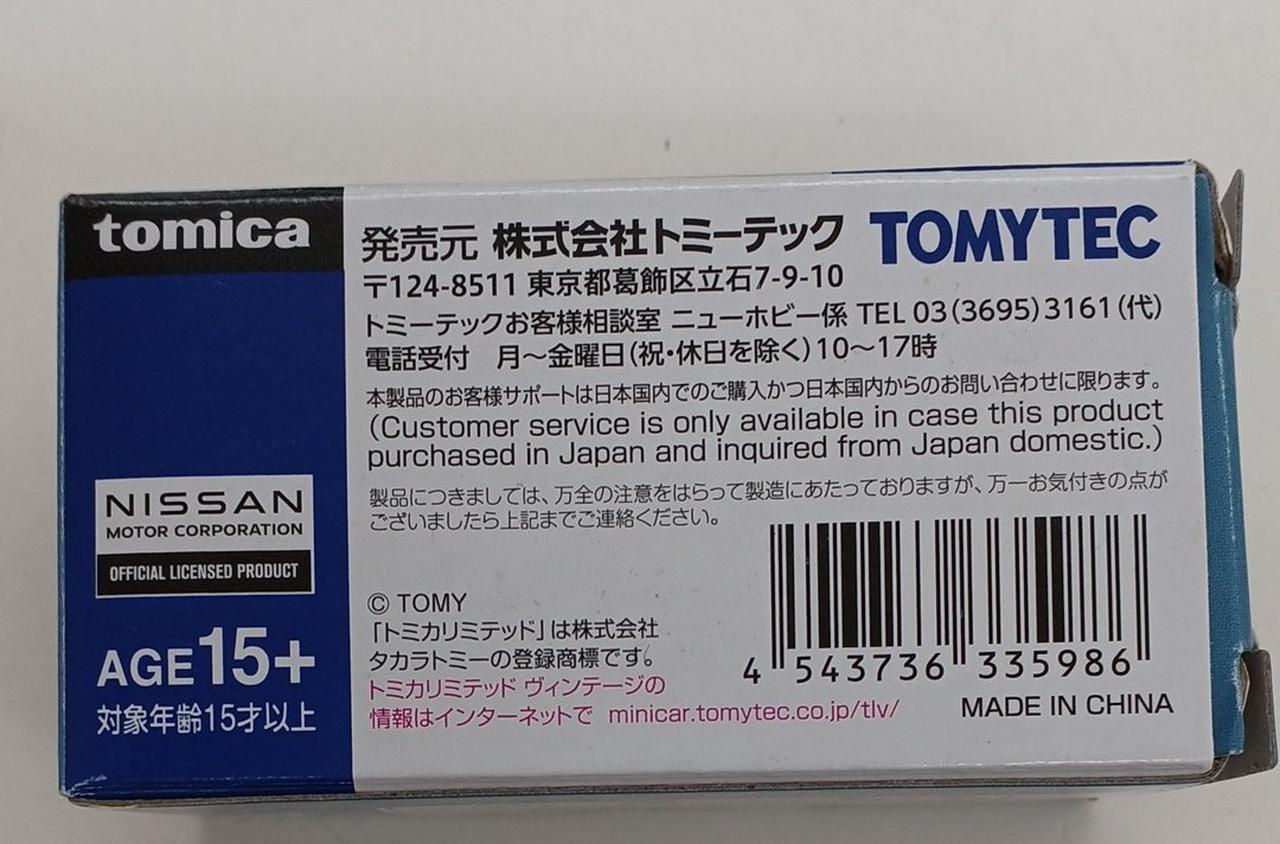 tomica
発売元 株式会社トミーテック TOMYTEC
〒124-8511 東京都葛飾区立石7-9-10
トミーテックお客様相談室 ニューホビー係 TEL 03(3695)3161(代)
電話受付 月〜金曜日(祝・休日を除く)10〜17時
本製品のお客様サポートは日本国内でのご購入かつ日本国内からのお問い合わせに限ります。
(Customer service is only available in case this product
purchased in Japan and inquired from Japan domestic.)
製品につきましては、万全の注意をはらって製造にあたっておりますが、万一お気付きの点が
ございましたら上記までご連絡ください。
NISSAN
MOTOR CORPORATION
OFFICIAL LICENSED PRODUCT
AGE15+
対象年齢15才以上
© TOMY
「トミカリミテッド」は株式会社
タカラトミーの登録商標です。
トミカリミテッド ヴィンテージの
情報はインターネットで minicar.tomytec.co.jp/tlv/
4 543736 335986
MADE IN CHINA